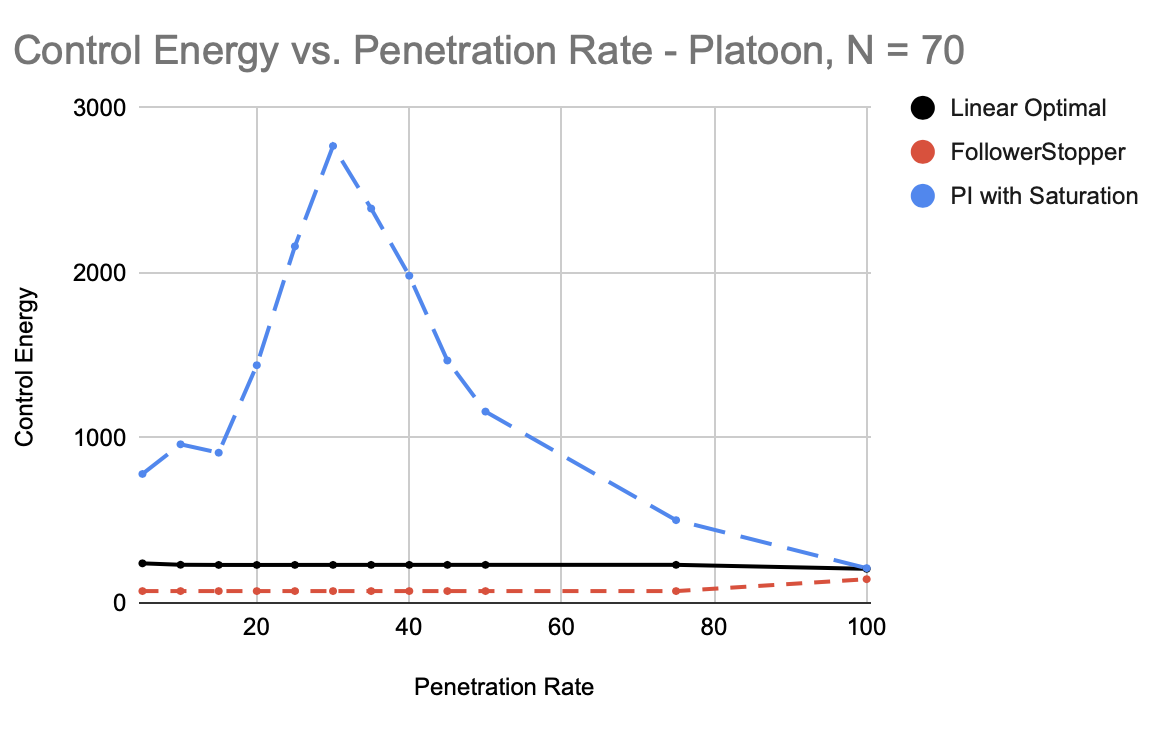 Control Energy vs. Penetration Rate - Platoon, N = 70
Linear Optimal
FollowerStopper
PI with Saturation
Control Energy
3000
2000
1000
0
20 40 60 80 100
Penetration Rate